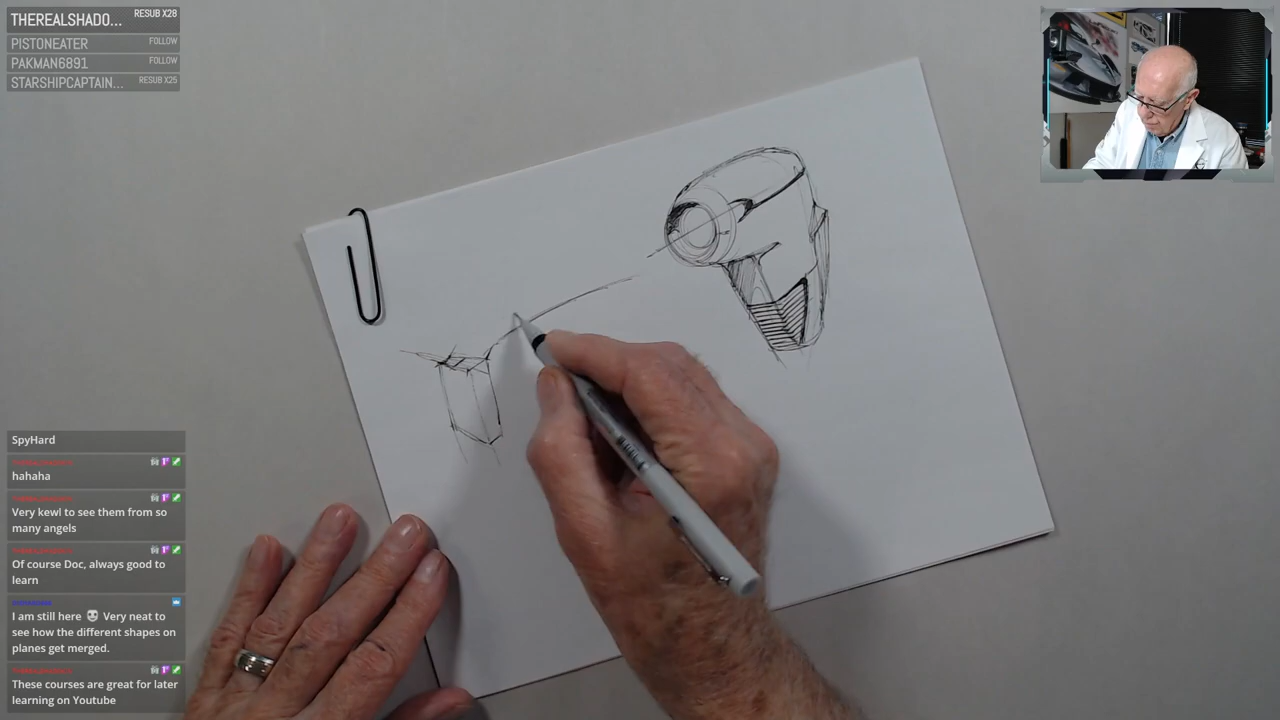 THEREALSHADO...
RESUB X28
PISTONEATER
FOLLOW
PAKMAN6891
FOLLOW
STARSHIPCAPTAIN...
RESUB X25
SpyHard
hahaha
Very kewl to see them from so
many angels
Of course Doc, always good to
learn
I am still here 💀 Very neat to
see how the different shapes on
planes get merged.
These courses are great for later
learning on Youtube